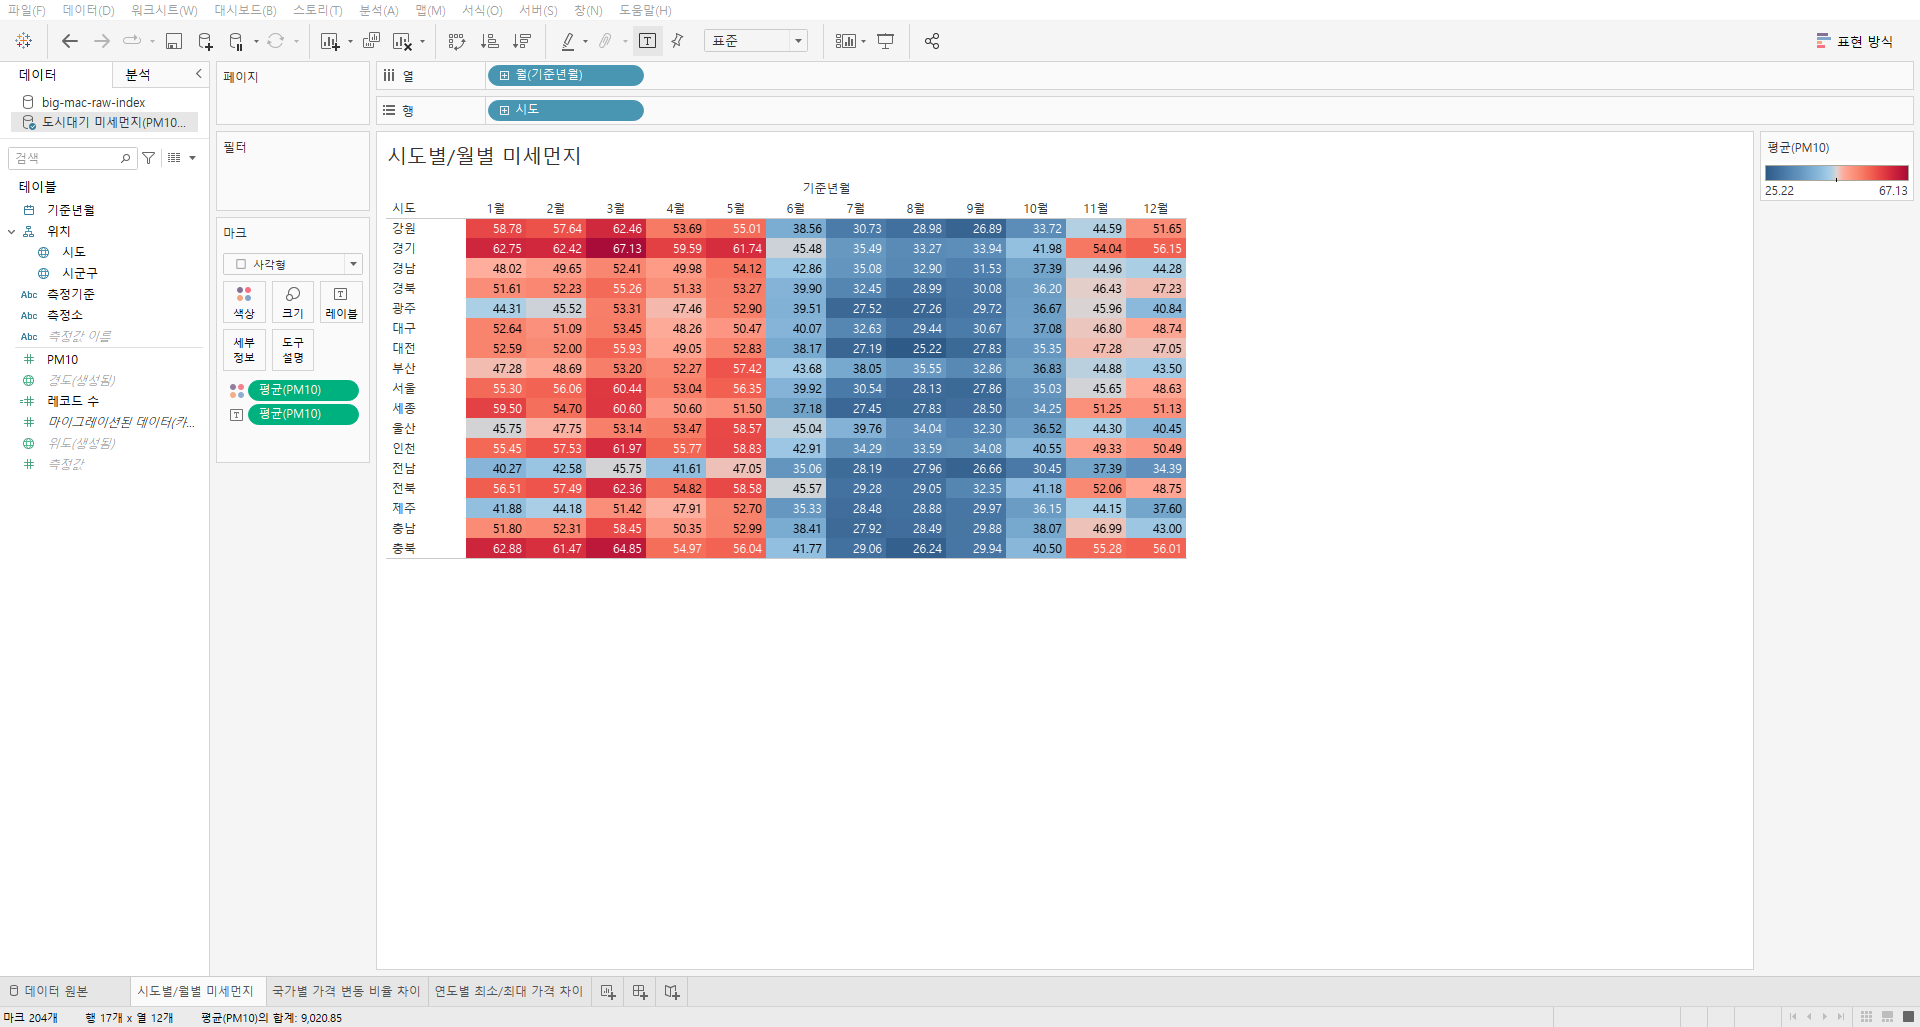 파일(F) 데이터(D) 워크시트(W) 대시보드(B) 스토리(T) 분석(A) 맵(M) 서식(O) 서버(S) 창(N) 도움말(H)
표준
표현 방식
데이터 분석
big-mac-raw-index
도시대기 미세먼지(PM10...
검색
테이블
기준년월
위치
시도
시군구
Abc 측정기준
Abc 측정소
Abc 측정값 이름
PM10
경도(생성됨)
레코드 수
마이그레이션된 데이터(카...
위도(생성됨)
측정값
페이지
필터
마크
사각형
색상 크기 레이블
세부 정보 도구 설명
평균(PM10)
평균(PM10)
열 월(기준년월)
행 시도
시도별/월별 미세먼지
기준년월
시도 1월 2월 3월 4월 5월 6월 7월 8월 9월 10월 11월 12월
강원 58.78 57.64 62.46 53.69 55.01 38.56 30.73 28.98 26.89 33.72 44.59 51.65
경기 62.75 62.42 67.13 59.59 61.74 45.48 35.49 33.27 33.94 41.98 54.04 56.15
경남 48.02 49.65 52.41 49.98 54.12 42.86 35.08 32.90 31.53 37.39 44.96 44.28
경북 51.61 52.23 55.26 51.33 53.27 39.90 32.45 28.99 30.08 36.20 46.43 47.23
광주 44.31 45.52 53.31 47.46 52.90 39.51 27.52 27.26 29.72 36.67 45.96 40.84
대구 52.64 51.09 53.45 48.26 50.47 40.07 32.63 29.44 30.67 37.08 46.80 48.74
대전 52.59 52.00 55.93 49.05 52.83 38.17 27.19 25.22 27.83 35.35 47.28 47.05
부산 47.28 48.69 53.20 52.27 57.42 43.68 38.05 35.55 32.86 36.83 44.88 43.50
서울 55.30 56.06 60.44 53.04 56.35 39.92 30.54 28.13 27.86 35.03 45.65 48.63
세종 59.50 54.70 60.60 50.60 51.50 37.18 27.45 27.83 28.50 34.25 51.25 51.13
울산 45.75 47.75 53.14 53.47 58.57 45.04 39.76 34.04 32.30 36.52 44.30 40.45
인천 55.45 57.53 61.97 55.77 58.83 42.91 34.29 33.59 34.08 40.55 49.33 50.49
전남 40.27 42.58 45.75 41.61 47.05 35.06 28.19 27.96 26.66 30.45 37.39 34.39
전북 56.51 57.49 62.36 54.82 58.58 45.57 29.28 29.05 32.35 41.18 52.06 48.75
제주 41.88 44.18 51.42 47.91 52.70 35.33 28.48 28.88 29.97 36.15 44.15 37.60
충남 51.80 52.31 58.45 50.35 52.99 38.41 27.92 28.49 29.88 38.07 46.99 43.00
충북 62.88 61.47 64.85 54.97 56.04 41.77 29.06 26.24 29.94 40.50 55.28 56.01
평균(PM10)
25.22 67.13
데이터 원본 시도별/월별 미세먼지 국가별 가격 변동 비율 차이 연도별 최소/최대 가격 차이
마크 204개 행 17개 x 열 12개 평균(PM10)의 합계: 9,020.85